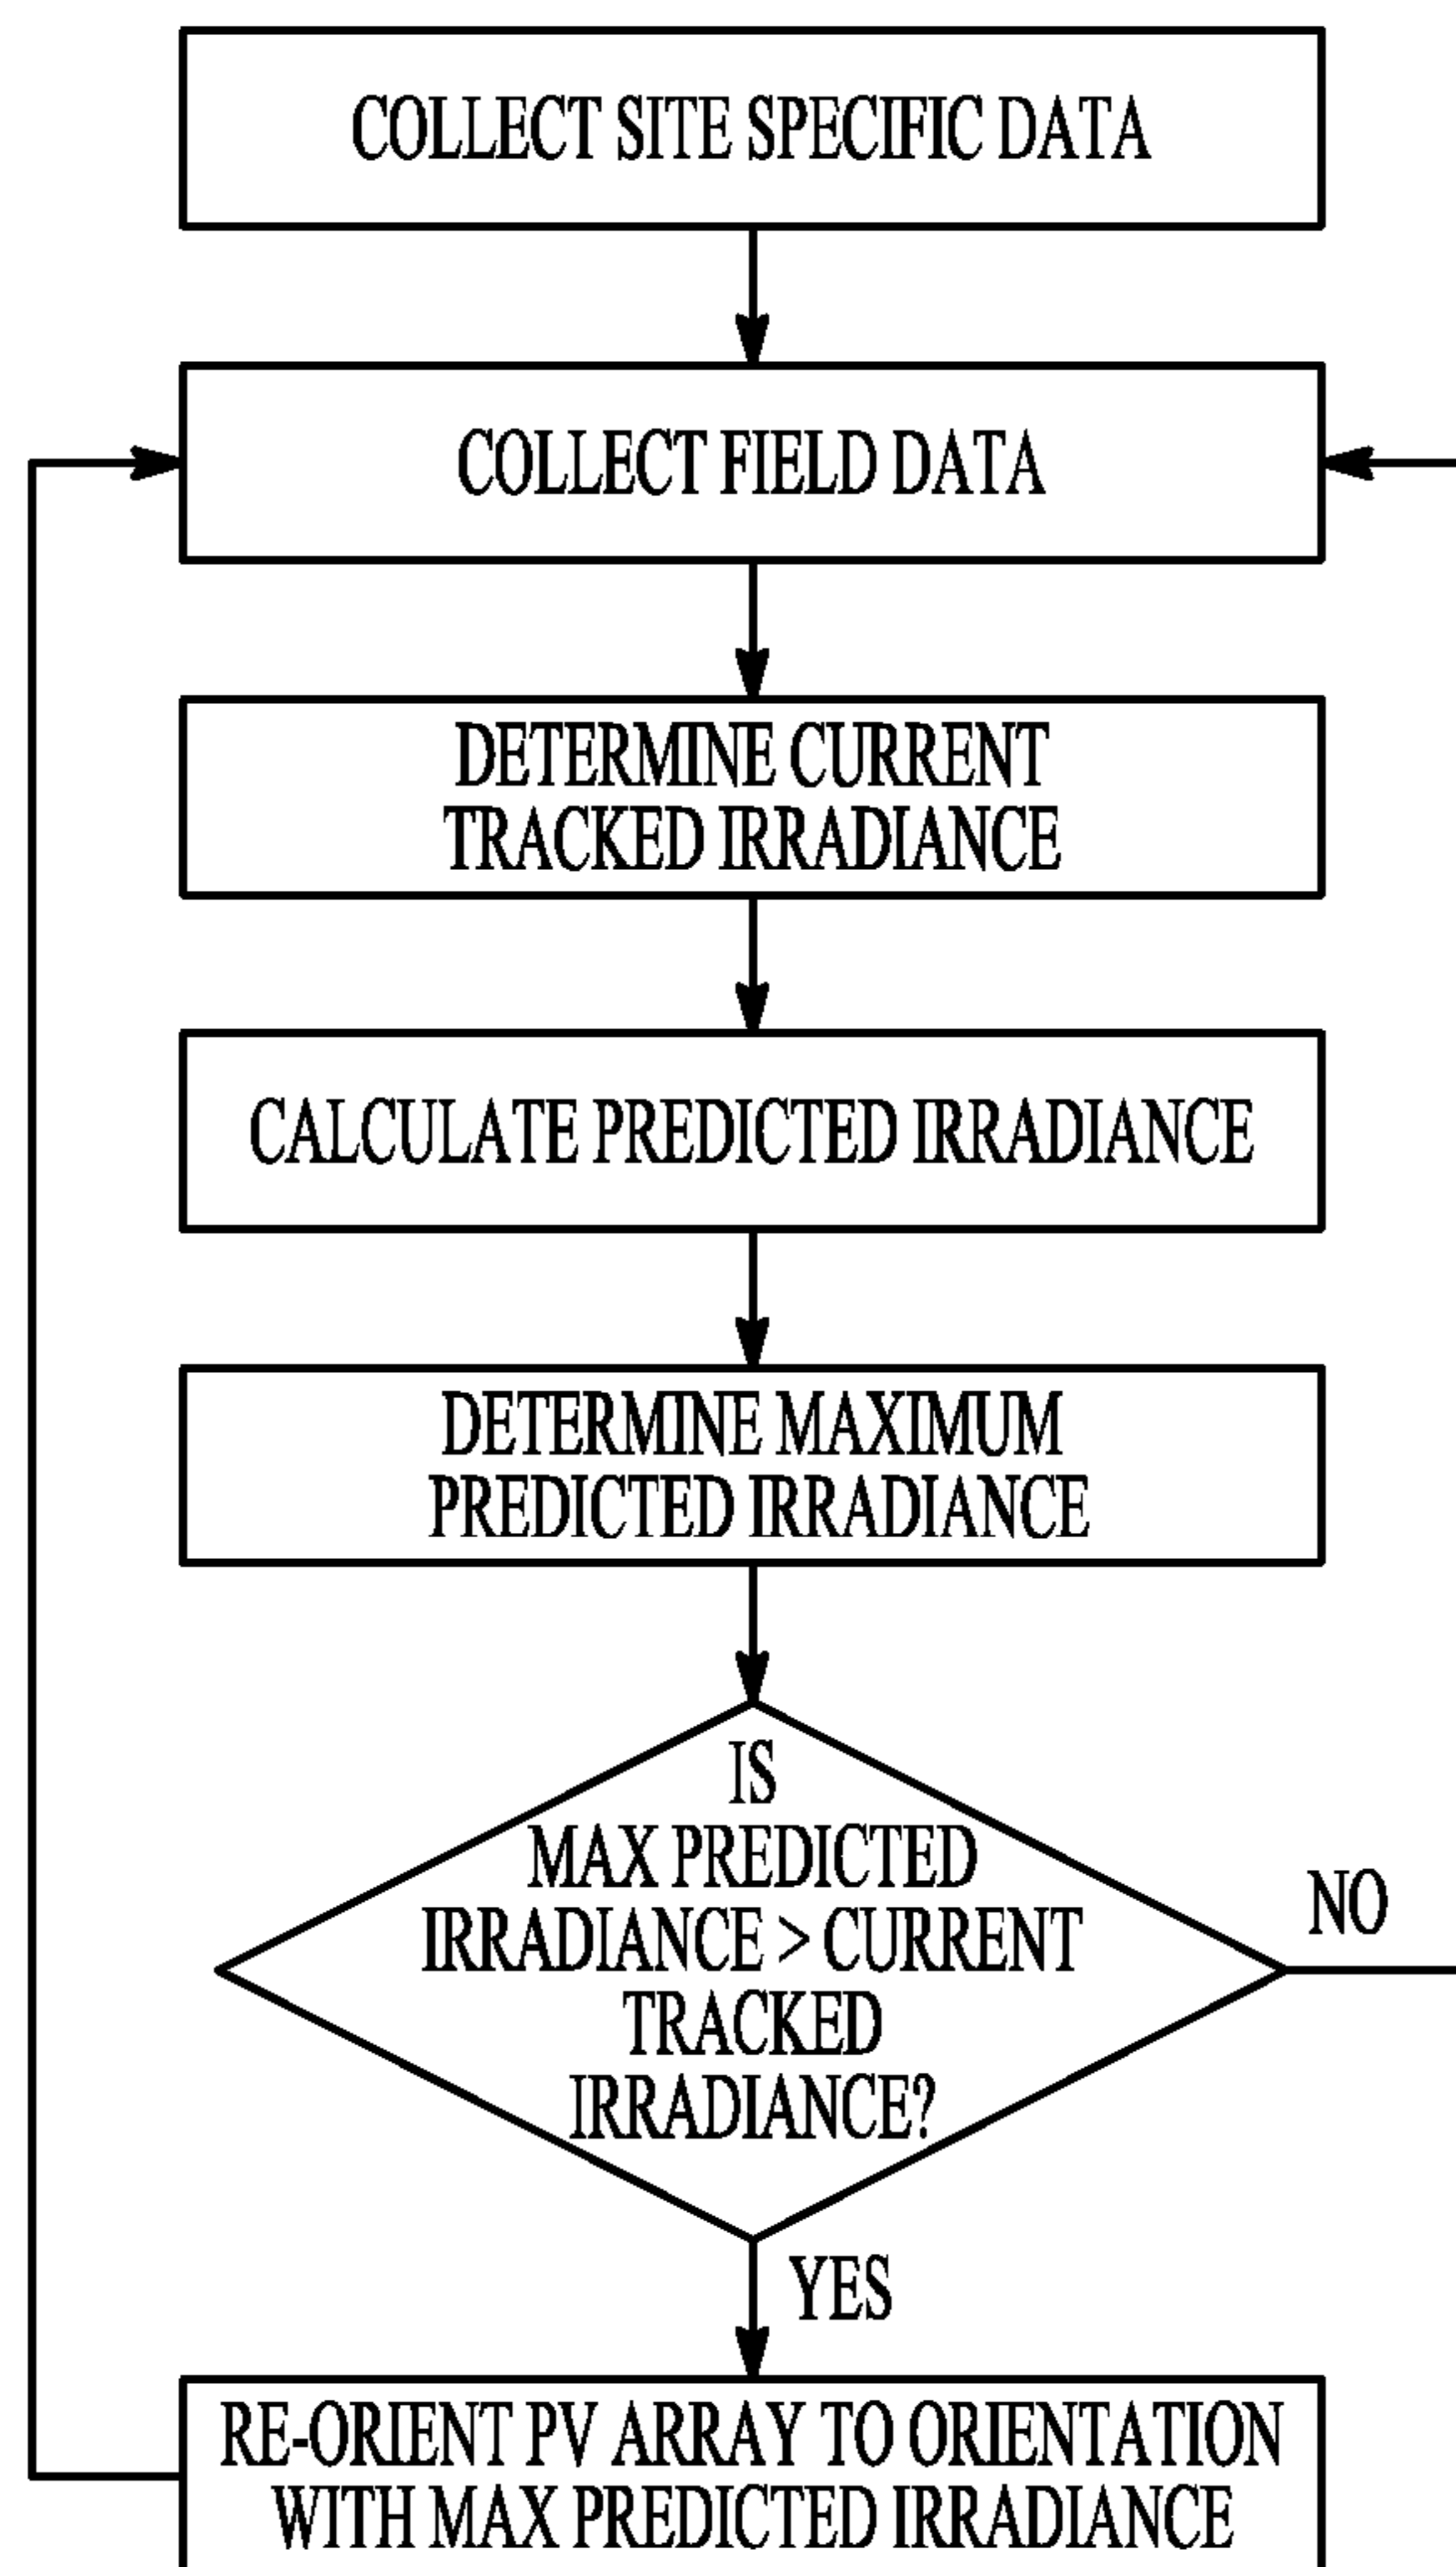 COLLECT SITE SPECIFIC DATA
COLLECT FIELD DATA
DETERMINE CURRENT
TRACKED IRRADIANCE
CALCULATE PREDICTED IRRADIANCE
DETERMINE MAXIMUM
PREDICTED IRRADIANCE
IS
MAX PREDICTED
IRRADIANCE > CURRENT
TRACKED
IRRADIANCE?
NO
YES
RE-ORIENT PV ARRAY TO ORIENTATION
WITH MAX PREDICTED IRRADIANCE